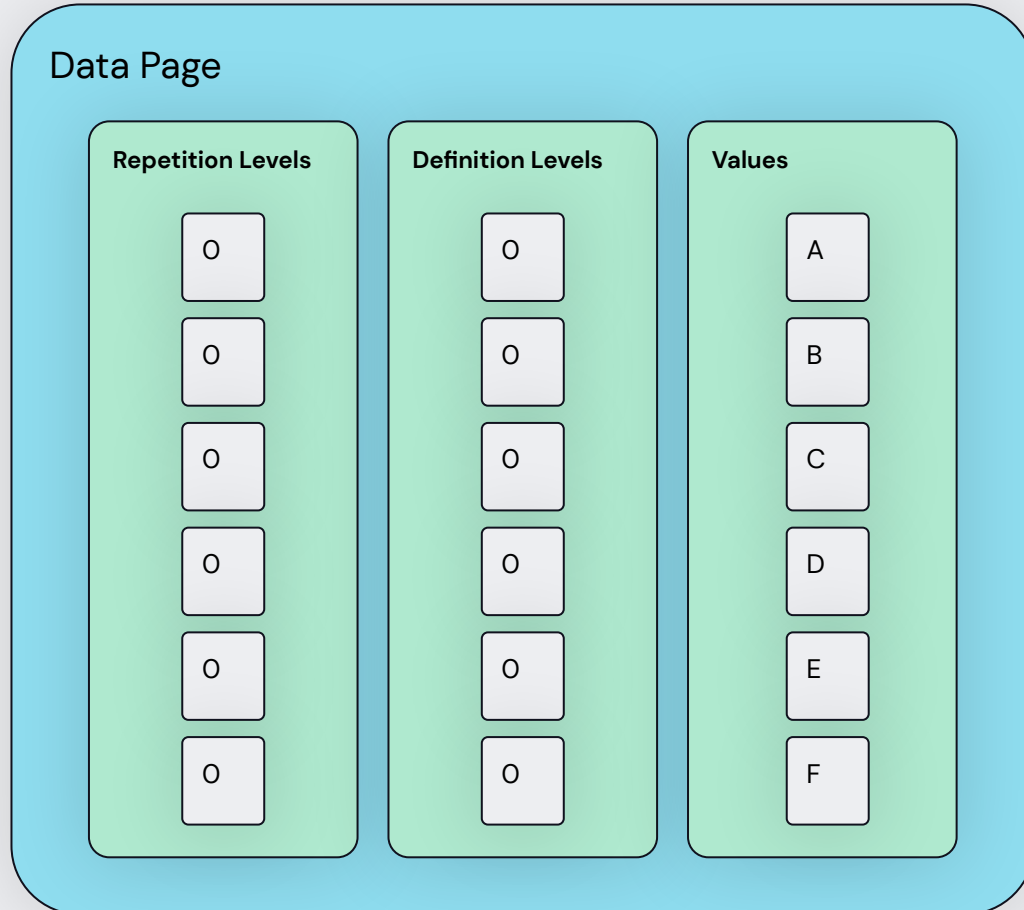 Data Page
Repetition Levels Definition Levels Values
0 0 A
0 0 B
0 0 C
0 0 D
0 0 E
0 0 F